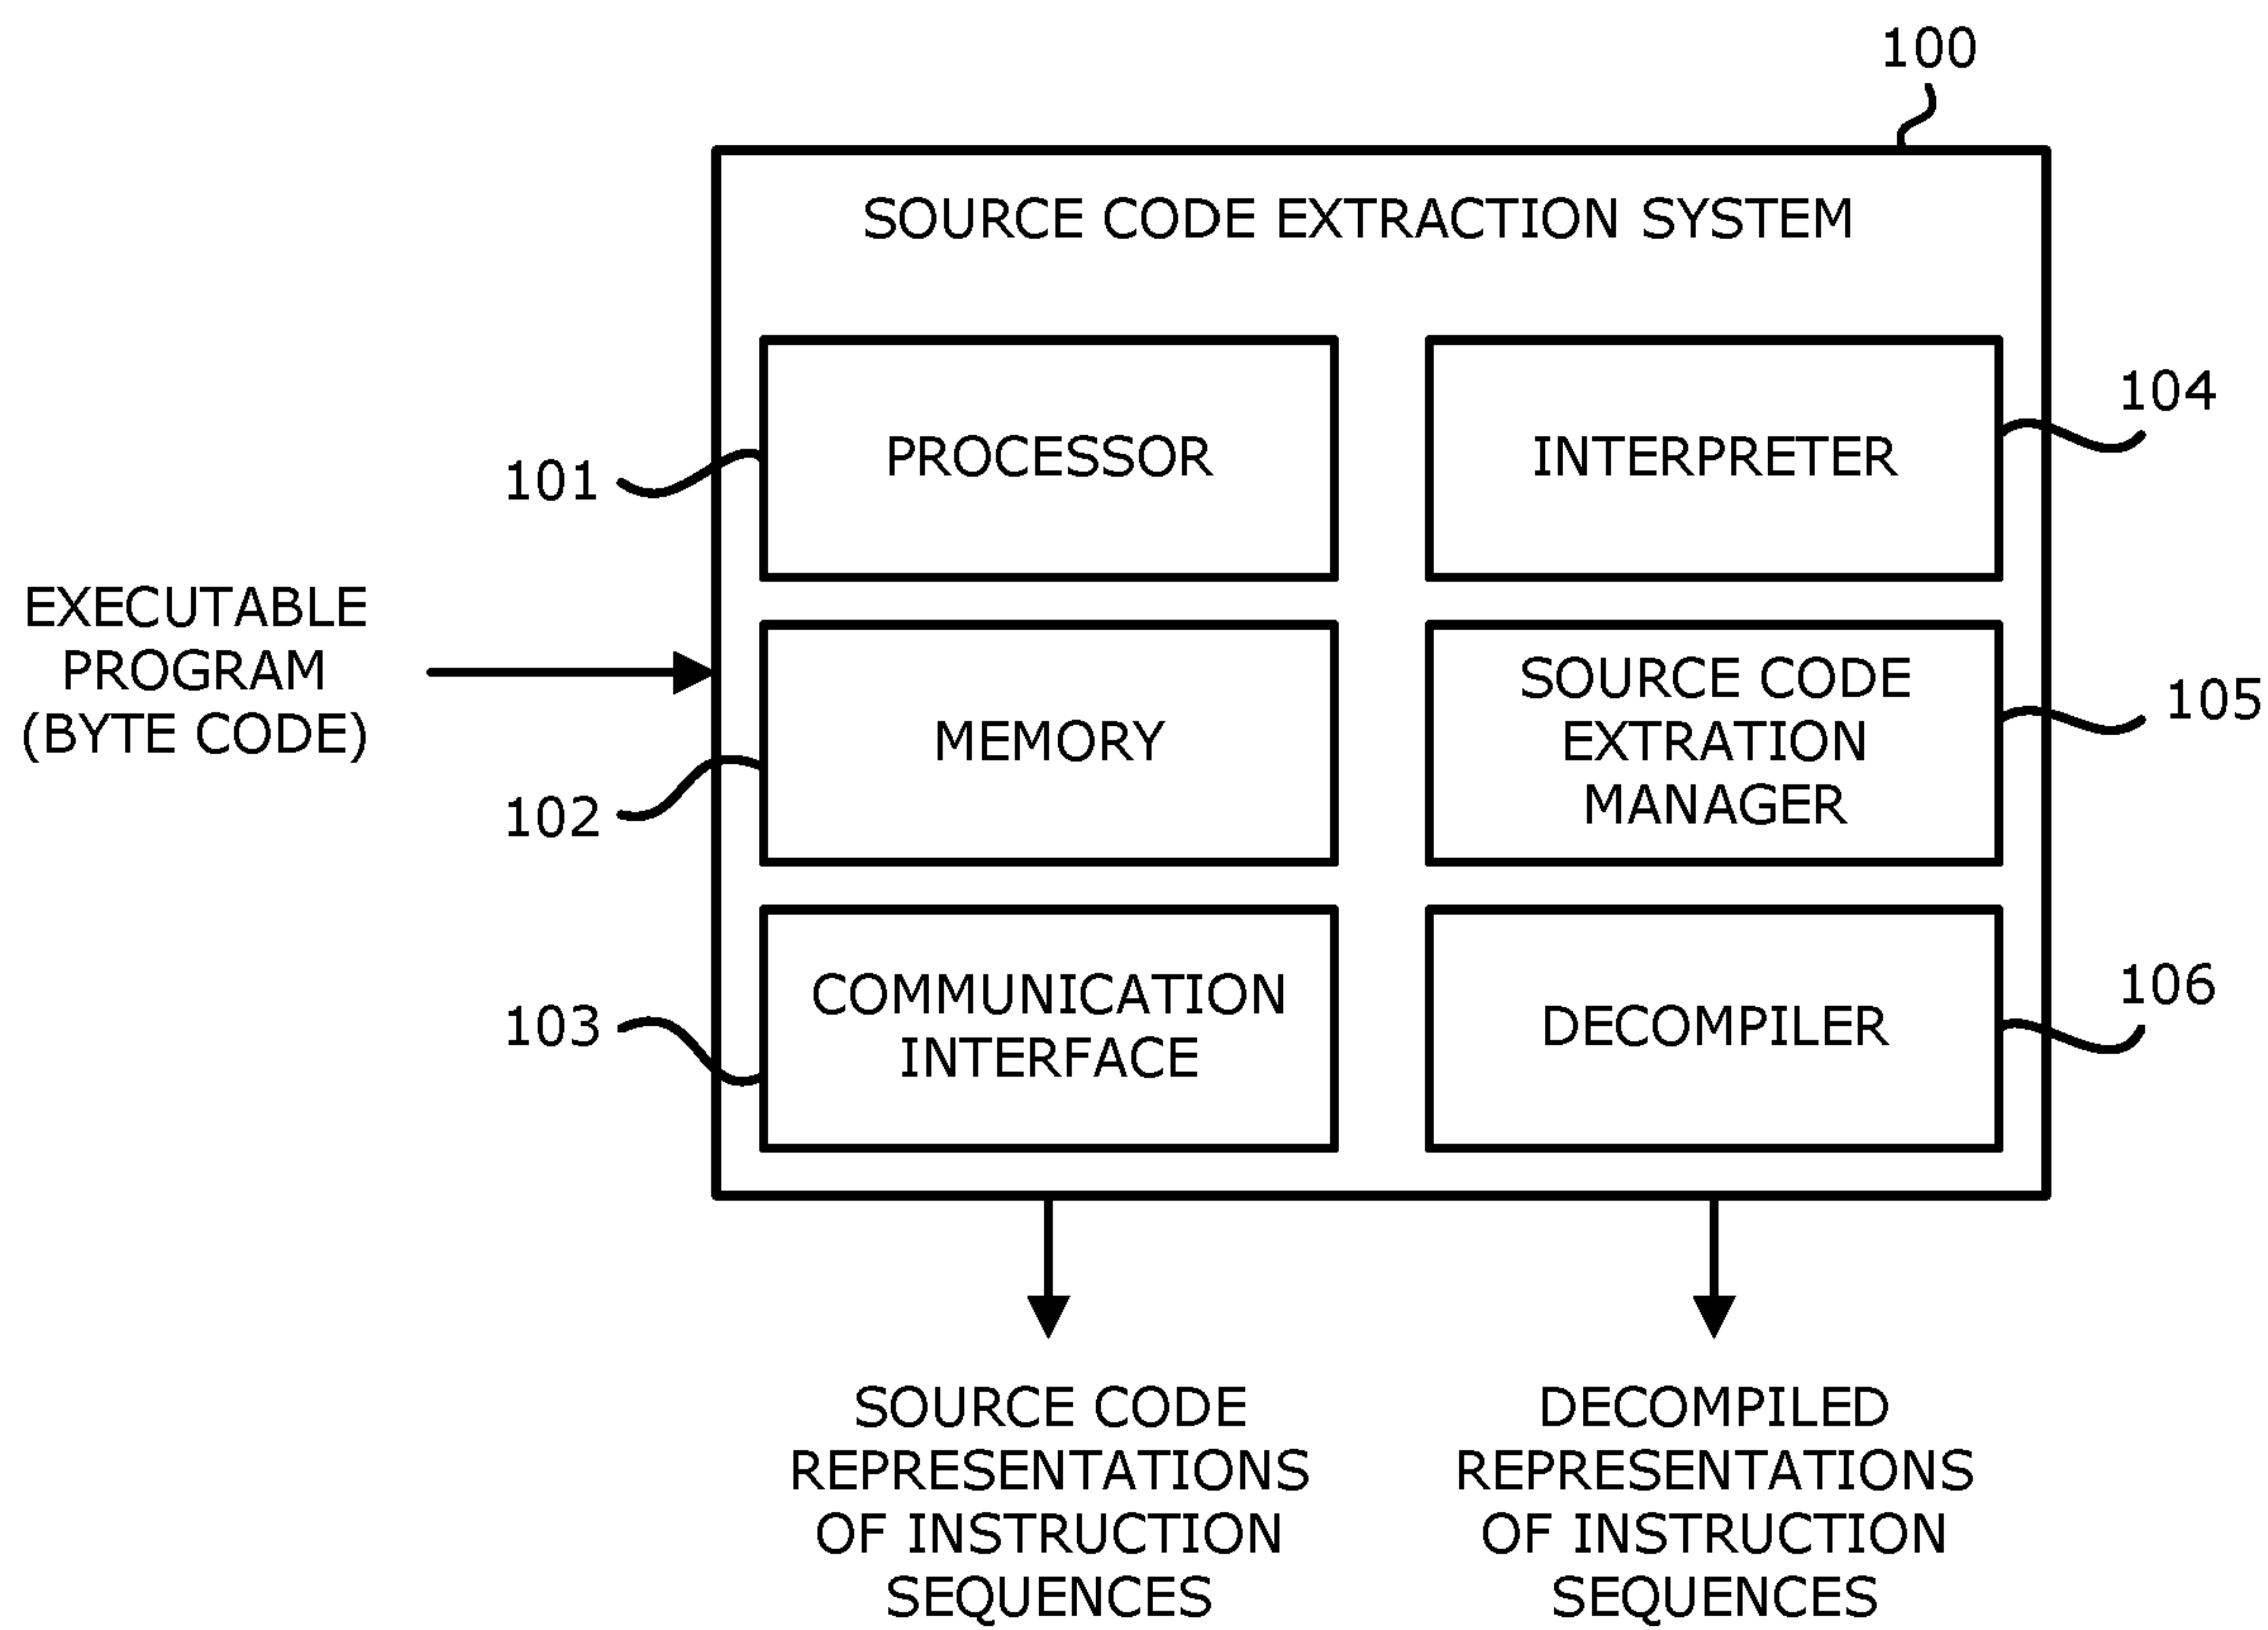 100
SOURCE CODE EXTRACTION SYSTEM
PROCESSOR
101
INTERPRETER
104
EXECUTABLE
PROGRAM
(BYTE CODE)
MEMORY
102
SOURCE CODE
EXTRATION
MANAGER
105
COMMUNICATION
INTERFACE
103
DECOMPILER
106
SOURCE CODE
REPRESENTATIONS
OF INSTRUCTION
SEQUENCES
DECOMPILED
REPRESENTATIONS
OF INSTRUCTION
SEQUENCES